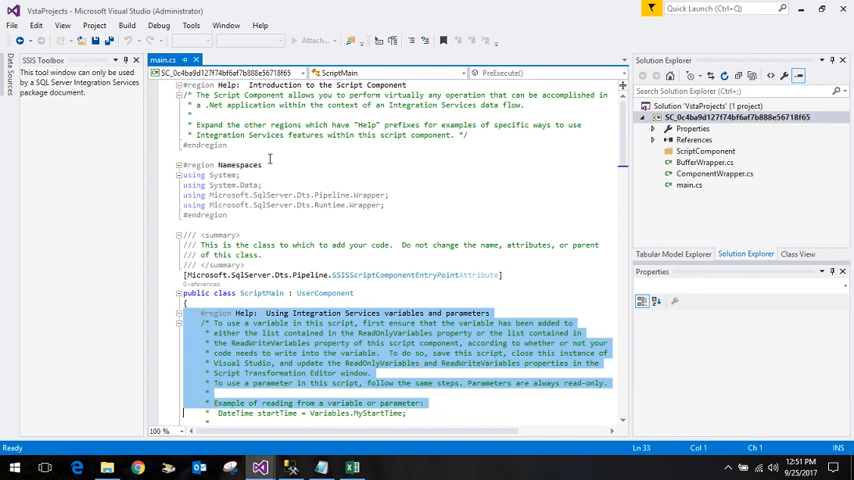 VstaProjects - Microsoft Visual Studio (Administrator)
Quick Launch (Ctrl+Q)
File Edit View Project Build Debug Tools Window Help
Attach...
SSIS Toolbox
main.cs
Solution Explorer
Data Sources
This tool window can only be
used by a SQL Server Integration Services
package document.
SC_0c4ba9d127f74bf6af7b888e56718f65
ScriptMain
PreExecute()
#region Help:  Introduction to the Script Component
/* The Script Component allows you to perform virtually any operation that can be accomplished in
* a .Net application within the context of an Integration Services data flow.
*
* Expand the other regions which have "Help" prefixes for examples of specific ways to use
* Integration Services features within this script component. */
#endregion
#region Namespaces
using System;
using System.Data;
using Microsoft.SqlServer.Dts.Pipeline.Wrapper;
using Microsoft.SqlServer.Dts.Runtime.Wrapper;
#endregion
/// <summary>
/// This is the class to which to add your code.  Do not change the name, attributes, or parent
/// of this class.
/// </summary>
[Microsoft.SqlServer.Dts.Pipeline.SSISScriptComponentEntryPointAttribute]
0 references
public class ScriptMain : UserComponent
{
#region Help:  Using Integration Services variables and parameters
/* To use a variable in this script, first ensure that the variable has been added to
* either the list contained in the ReadOnlyVariables property or the list contained in
* the ReadWriteVariables property of this script component, according to whether or not your
* code needs to write into the variable.  To do so, save this script, close this instance of
* Visual Studio, and update the ReadOnlyVariables and ReadWriteVariables properties in the
* Script Transformation Editor window.
* To use a parameter in this script, follow the same steps. Parameters are always read-only.
*
* Example of reading from a variable or parameter:
*  DateTime startTime = Variables.MyStartTime;
*
100 %
Search Solution Explorer (Ctrl+;)
Solution 'VstaProjects' (1 project)
SC_0c4ba9d127f74bf6af7b888e56718f65
Properties
References
ScriptComponent
BufferWrapper.cs
ComponentWrapper.cs
main.cs
Tabular Model Explorer Solution Explorer Class View
Properties
Ready
Ln 33 Col 1 Ch 1 INS
12:51 PM
9/25/2017